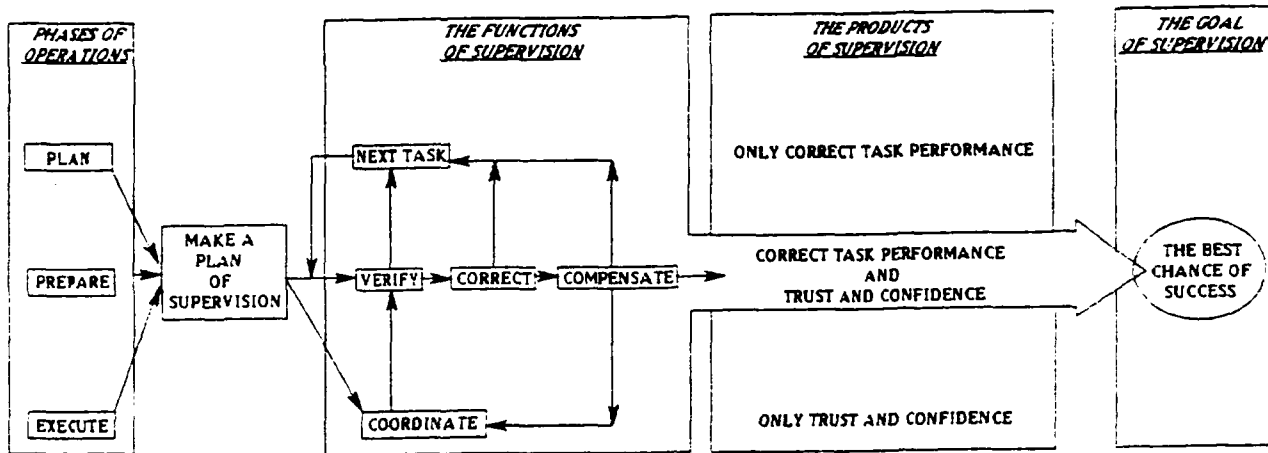 PHASES OF
OPERATIONS
PLAN
PREPARE
EXECUTE
MAKE A
PLAN
OF
SUPERVISION
THE FUNCTIONS
OF SUPERVISION
NEXT TASK
VERIFY
CORRECT
COMPENSATE
COORDINATE
THE PRODUCTS
OF SUPERVISION
ONLY CORRECT TASK PERFORMANCE
CORRECT TASK PERFORMANCE
AND
TRUST AND CONFIDENCE
ONLY TRUST AND CONFIDENCE
THE GOAL
OF SUPERVISION
THE BEST
CHANCE OF
SUCCESS